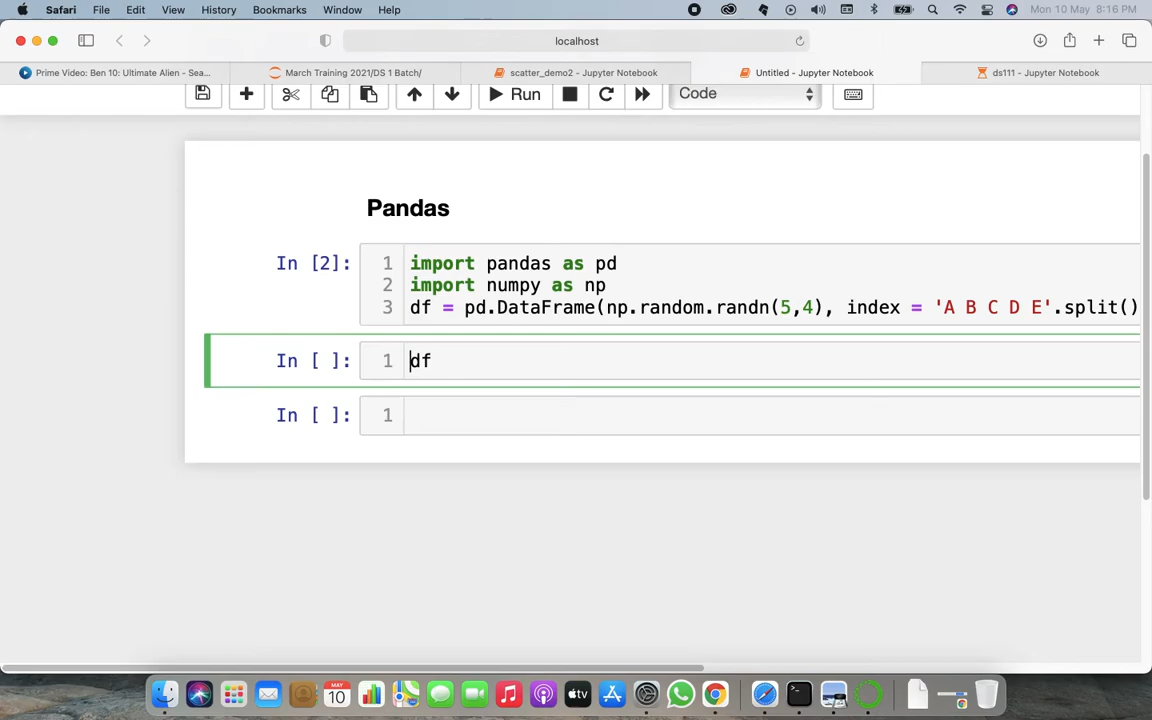 Safari File Edit View History Bookmarks Window Help Mon 10 May 8:16 PM
localhost
Prime Video: Ben 10: Ultimate Alien - Sea... March Training 2021/DS 1 Batch/ scatter_demo2 - Jupyter Notebook Untitled - Jupyter Notebook ds111 - Jupyter Notebook
Run Code
Pandas
In [2]: 1 import pandas as pd
2 import numpy as np
3 df = pd.DataFrame(np.random.randn(5,4), index = 'A B C D E'.split()
In [ ]: 1 df
In [ ]: 1
MAY
10
tv